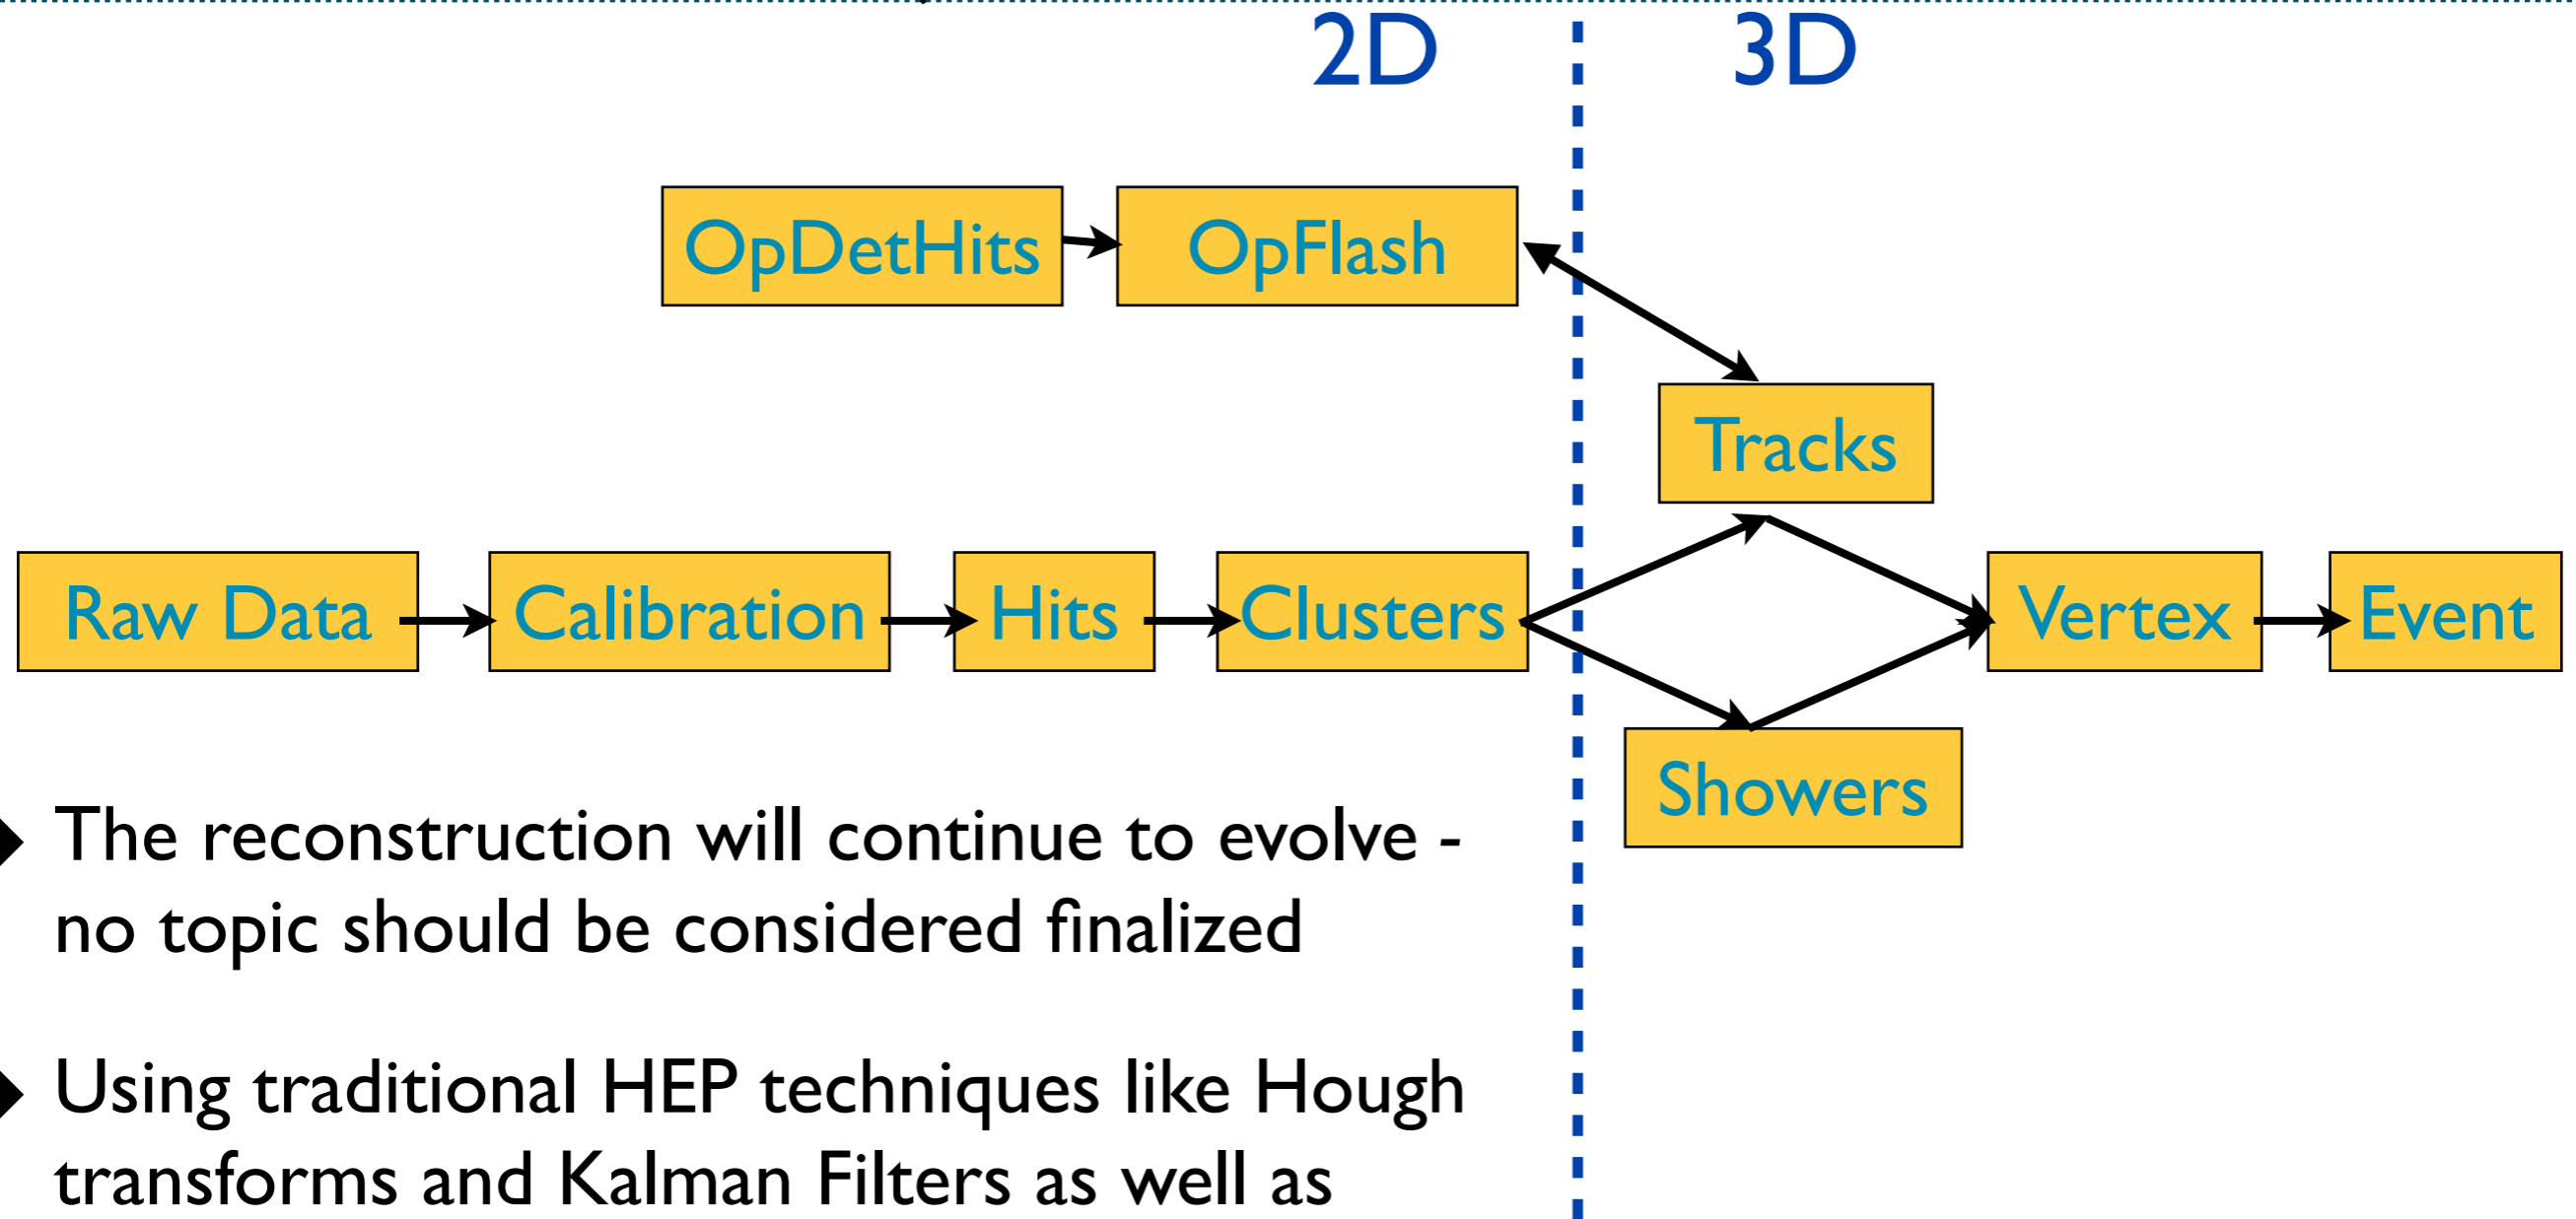 2D
3D
OpDetHits
OpFlash
Tracks
Raw Data
Calibration
Hits
Clusters
Vertex
Event
Showers
The reconstruction will continue to evolve -
no topic should be considered finalized
Using traditional HEP techniques like Hough
transforms and Kalman Filters as well as